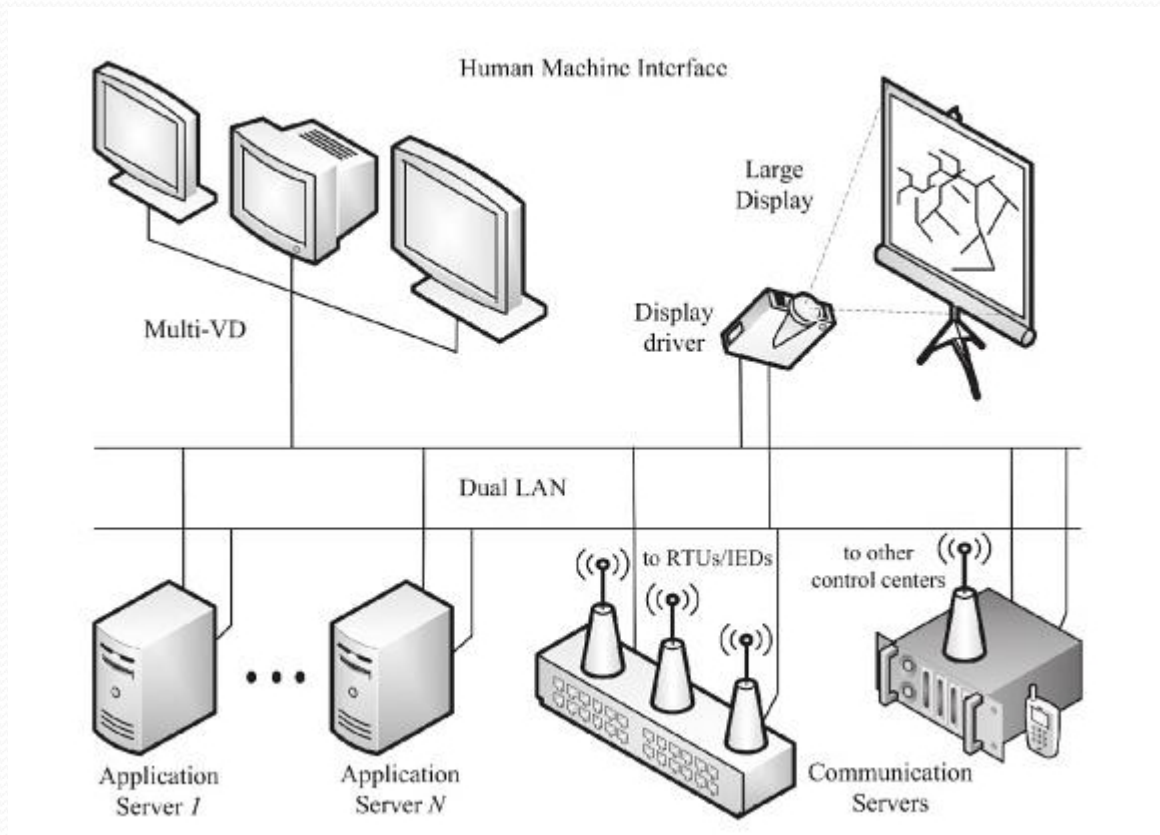 Human Machine Interface
Large
Display
Display
driver
Multi-VD
Dual LAN
to RTUs/IEDs
to other
control centers
Application
Server 1
Application
Server N
Communication
Servers